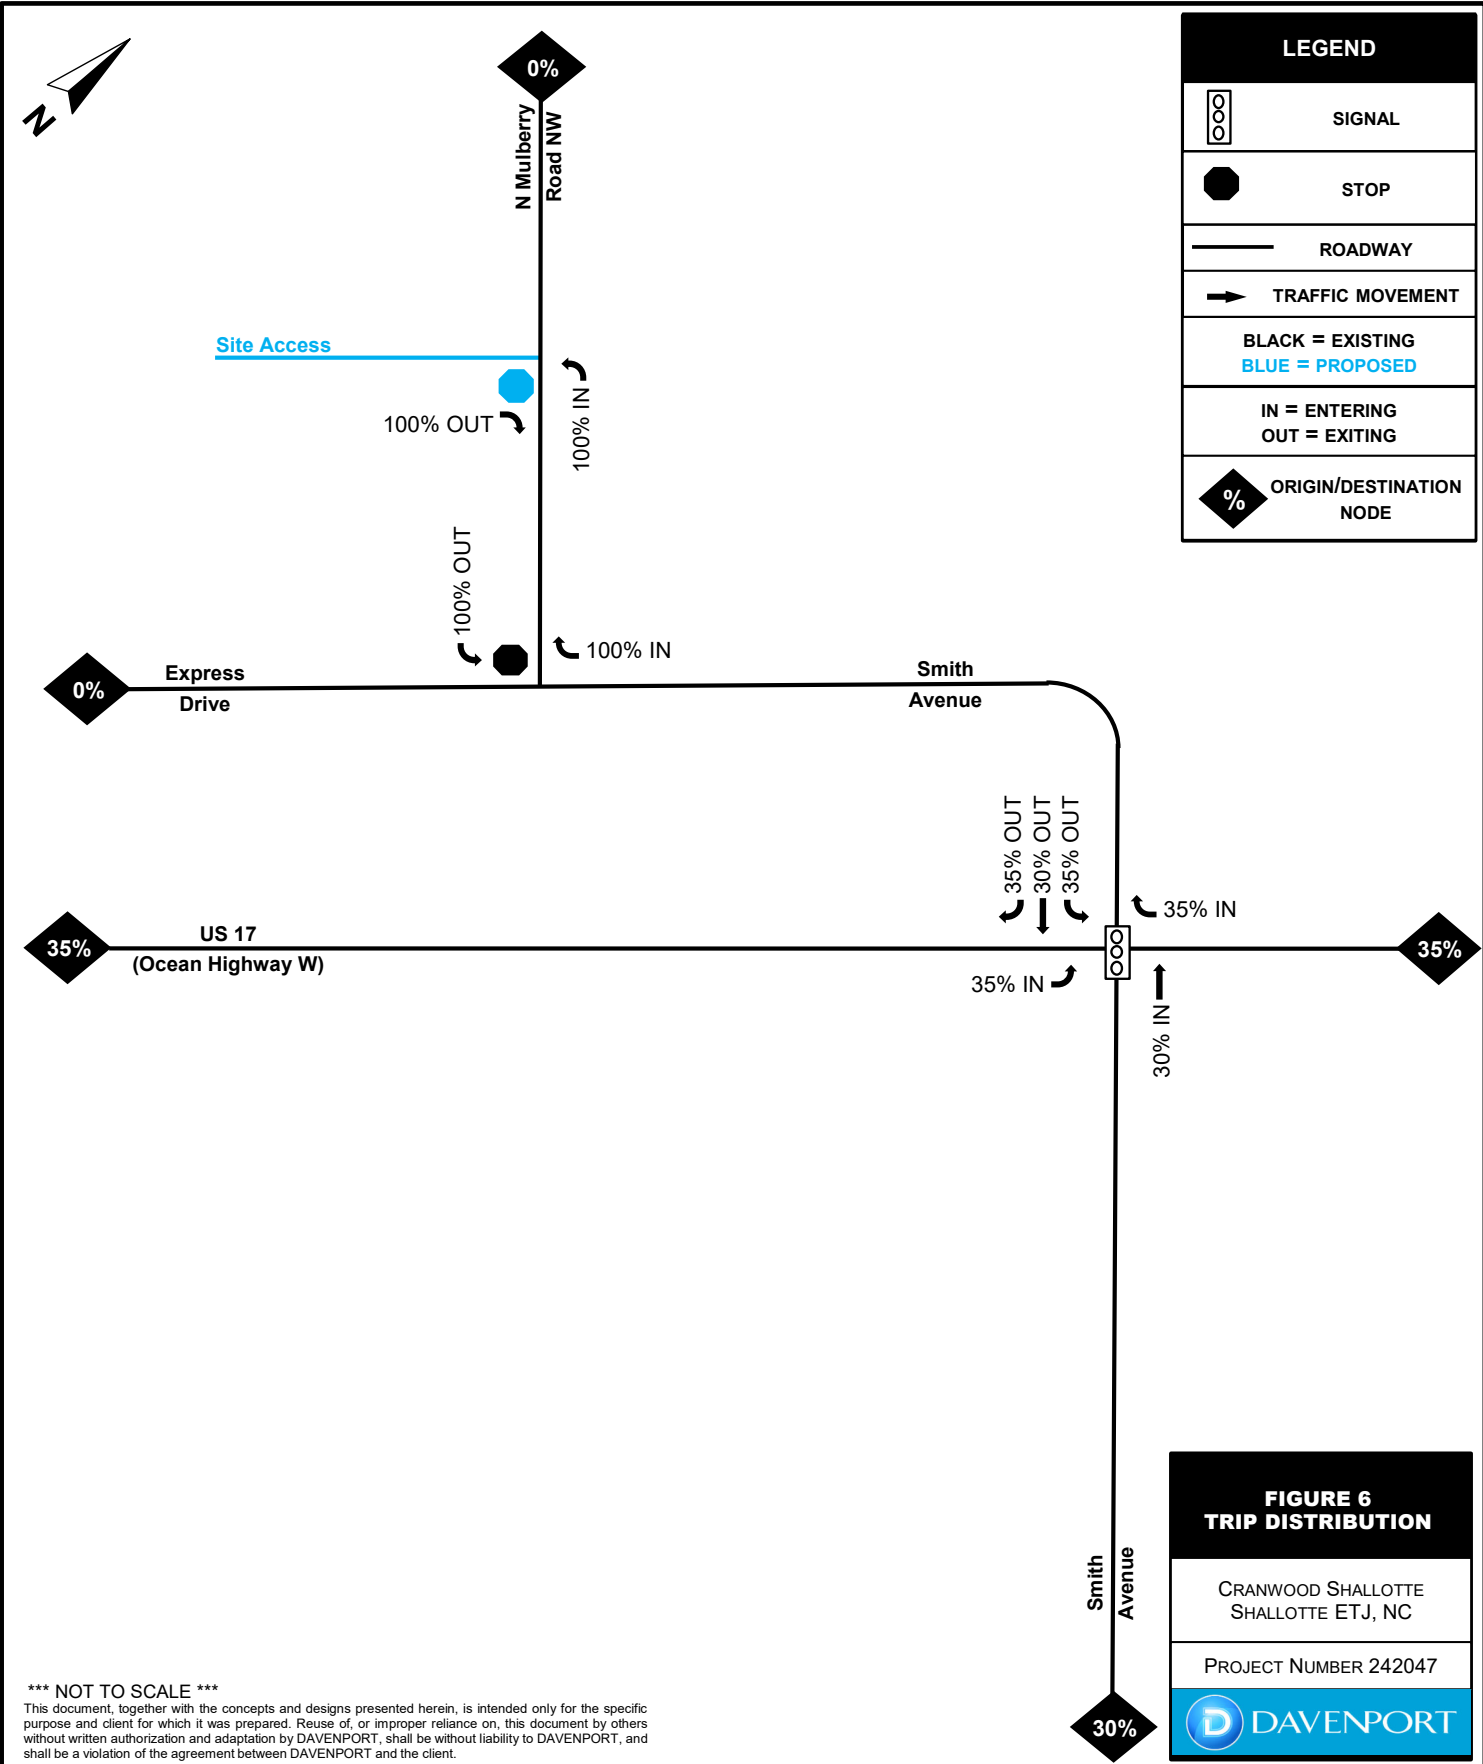 N
0%
N Mulberry
Road NW
Site Access
100% OUT
100% IN
100% OUT
100% IN
0%
Express
Drive
Smith
Avenue
35% OUT
30% OUT
35% OUT
35% IN
35%
US 17
(Ocean Highway W)
35% IN
30% IN
35%
Smith
Avenue
30%
LEGEND
SIGNAL
STOP
ROADWAY
TRAFFIC MOVEMENT
BLACK = EXISTING
BLUE = PROPOSED
IN = ENTERING
OUT = EXITING
%
ORIGIN/DESTINATION
NODE
FIGURE 6
TRIP DISTRIBUTION
CRANWOOD SHALLOTTE
SHALLOTTE ETJ, NC
PROJECT NUMBER 242047
D DAVENPORT
*** NOT TO SCALE ***
This document, together with the concepts and designs presented herein, is intended only for the specific
purpose and client for which it was prepared. Reuse of, or improper reliance on, this document by others
without written authorization and adaptation by DAVENPORT, shall be without liability to DAVENPORT, and
shall be a violation of the agreement between DAVENPORT and the client.